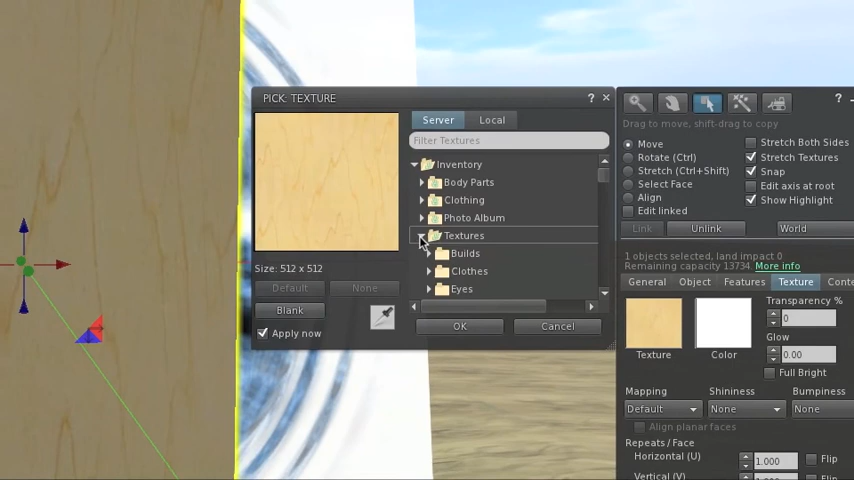 PICK: TEXTURE
? ×
Server Local
Filter Textures
Inventory
Body Parts
Clothing
Photo Album
Textures
Builds
Clothes
Eyes
Size: 512 x 512
Default None
Blank
Apply now
OK Cancel
?
Drag to move, shift-drag to copy
Move
Rotate (Ctrl)
Stretch (Ctrl+Shift)
Select Face
Align
Edit linked
Stretch Both Sides
Stretch Textures
Snap
Edit axis at root
Show Highlight
Link Unlink World
1 objects selected, land impact 0
Remaining capacity 13734. More info
General Object Features Texture Conte
Texture
Color
Transparency %
0
Glow
0.00
Full Bright
Mapping Shininess Bumpiness
Default None None
Align planar faces
Repeats / Face
Horizontal (U) 1.000 Flip
Vertical (V) 1.000 Flip